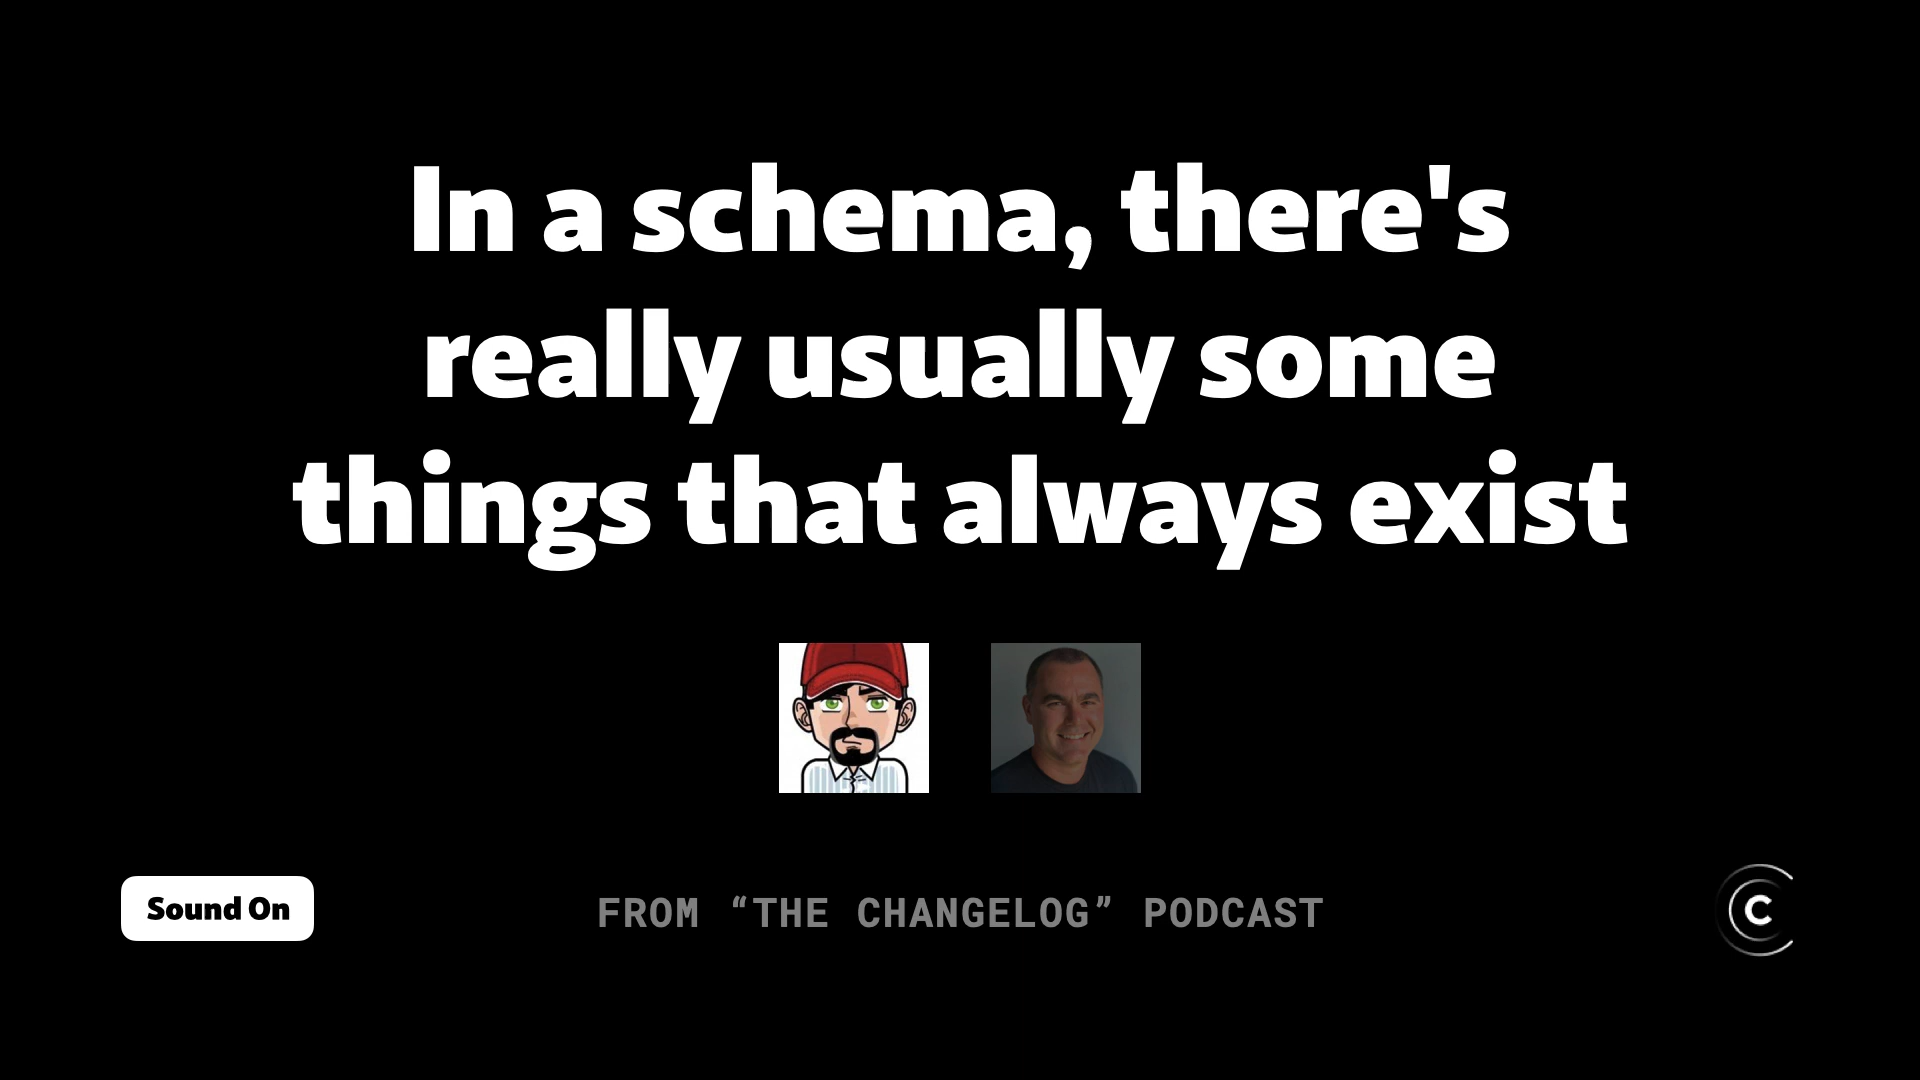 In a schema, there's
really usually some
things that always exist
Sound On
FROM “THE CHANGELOG” PODCAST
C